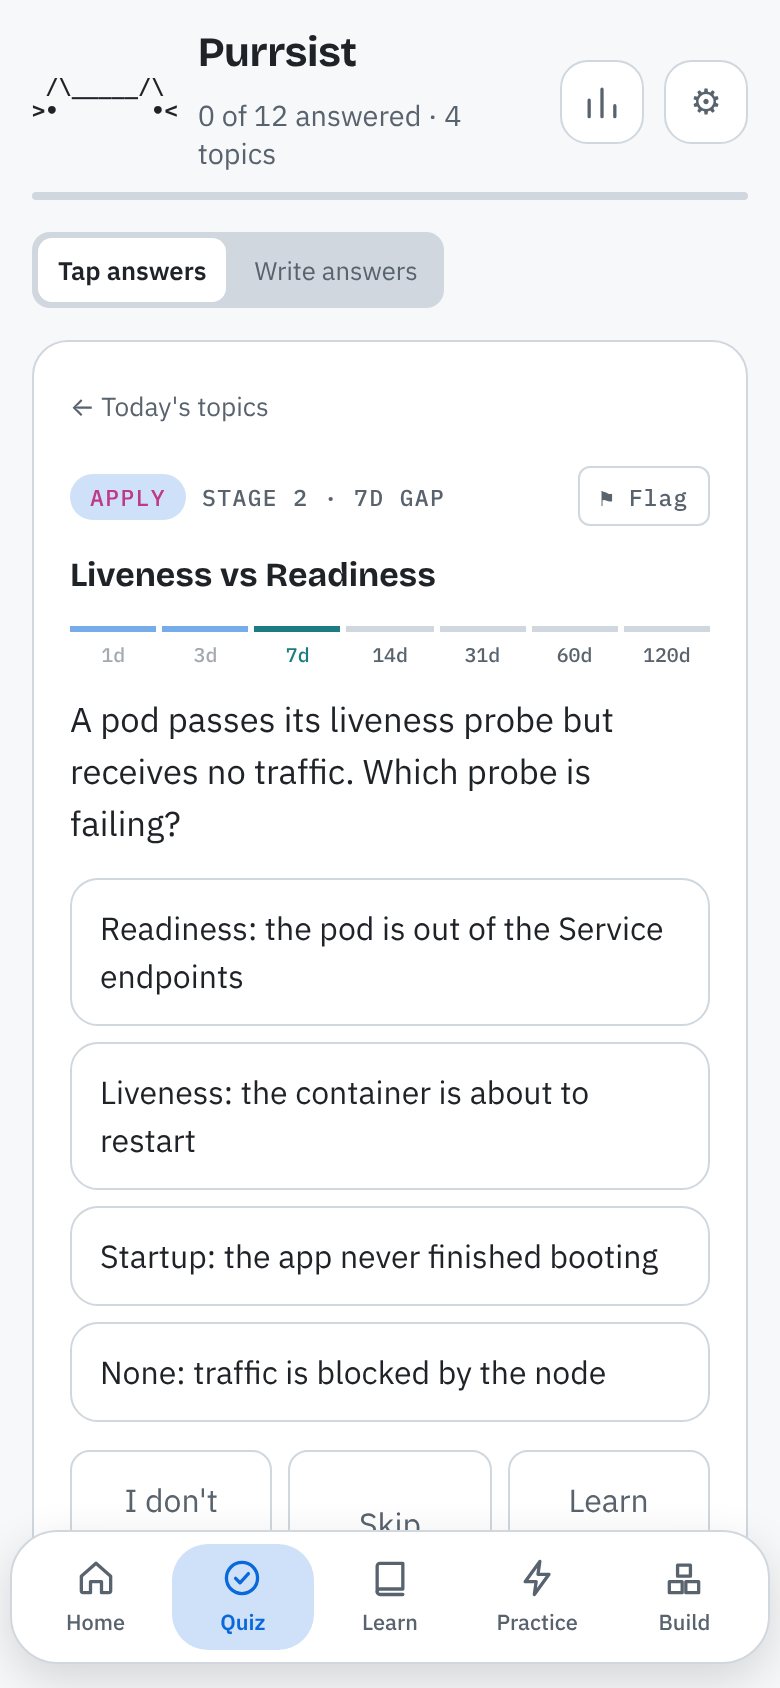 /\_____/\
>•       •<
Purrsist
0 of 12 answered · 4
topics
Tap answers
Write answers
← Today's topics
APPLY
STAGE 2 · 7D GAP
⚑ Flag
Liveness vs Readiness
1d 3d 7d 14d 31d 60d 120d
A pod passes its liveness probe but
receives no traffic. Which probe is
failing?
Readiness: the pod is out of the Service
endpoints
Liveness: the container is about to
restart
Startup: the app never finished booting
None: traffic is blocked by the node
I don't
Skip
Learn
Home
Quiz
Learn
Practice
Build